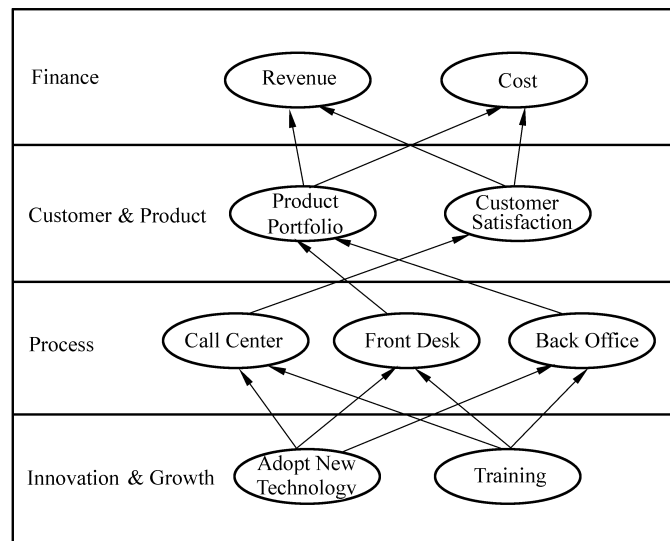 Finance
Revenue
Cost
Customer & Product
Product
Portfolio
Customer
Satisfaction
Process
Call Center
Front Desk
Back Office
Innovation & Growth
Adopt New
Technology
Training